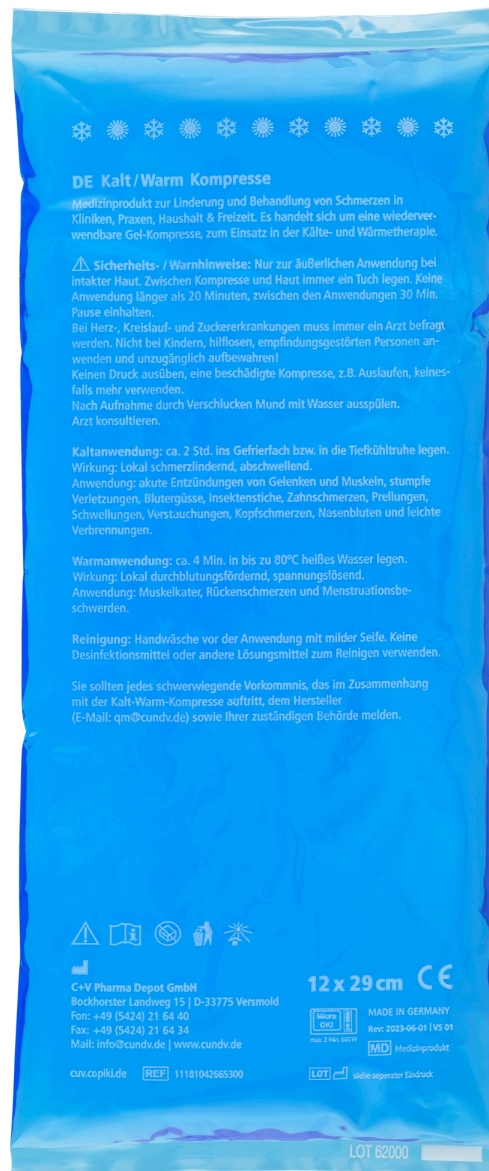 DE Kalt/Warm Kompresse
Medizinprodukt zur Linderung und Behandlung von Schmerzen in
Kliniken, Praxen, Haushalt & Freizeit. Es handelt sich um eine wiederver-
wendbare Gel-Kompresse, zum Einsatz in der Kälte- und Wärmetherapie.
Sicherheits- / Warnhinweise: Nur zur äußerlichen Anwendung bei
intakter Haut. Zwischen Kompresse und Haut immer ein Tuch legen. Keine
Anwendung länger als 20 Minuten, zwischen den Anwendungen 30 Min.
Pause einhalten.
Bei Herz-, Kreislauf- und Zuckererkrankungen muss immer ein Arzt befragt
werden. Nicht bei Kindern, hilflosen, empfindungsgestörten Personen an-
wenden und unzugänglich aufbewahren!
Keinen Druck ausüben, eine beschädigte Kompresse, z.B. Auslaufen, keines-
falls mehr verwenden.
Nach Aufnahme durch Verschlucken Mund mit Wasser ausspülen.
Arzt konsultieren.
Kaltanwendung: ca. 2 Std. ins Gefrierfach bzw. in die Tiefkühltruhe legen.
Wirkung: Lokal schmerzlindernd, abschwellend.
Anwendung: akute Entzündungen von Gelenken und Muskeln, stumpfe
Verletzungen, Blutergüsse, Insektenstiche, Zahnschmerzen, Prellungen,
Schwellungen, Verstauchungen, Kopfschmerzen, Nasenbluten und leichte
Verbrennungen.
Warmanwendung: ca. 4 Min. in bis zu 80°C heißes Wasser legen.
Wirkung: Lokal durchblutungsfördernd, spannungslösend.
Anwendung: Muskelkater, Rückenschmerzen und Menstruationsbe-
schwerden.
Reinigung: Handwäsche vor der Anwendung mit milder Seife. Keine
Desinfektionsmittel oder andere Lösungsmittel zum Reinigen verwenden.
Sie sollten jedes schwerwiegende Vorkommnis, das im Zusammenhang
mit der Kalt-Warm-Kompresse auftritt, dem Hersteller
(E-Mail: qm@cundv.de) sowie Ihrer zuständigen Behörde melden.
C+V Pharma Depot GmbH
Bockhorster Landweg 15 | D-33775 Versmold
Fon: +49 (5424) 21 64 40
Fax: +49 (5424) 21 64 34
Mail: info@cundv.de | www.cundv.de
cuv.copiki.de REF 11181042665300
12 x 29 cm CE
Micro
OK!
max. 2 Min. 600W
MADE IN GERMANY
Rev: 2023-06-01 | VS 01
MD Medizinprodukt
LOT siehe seperater Eindruck
LOT 62000